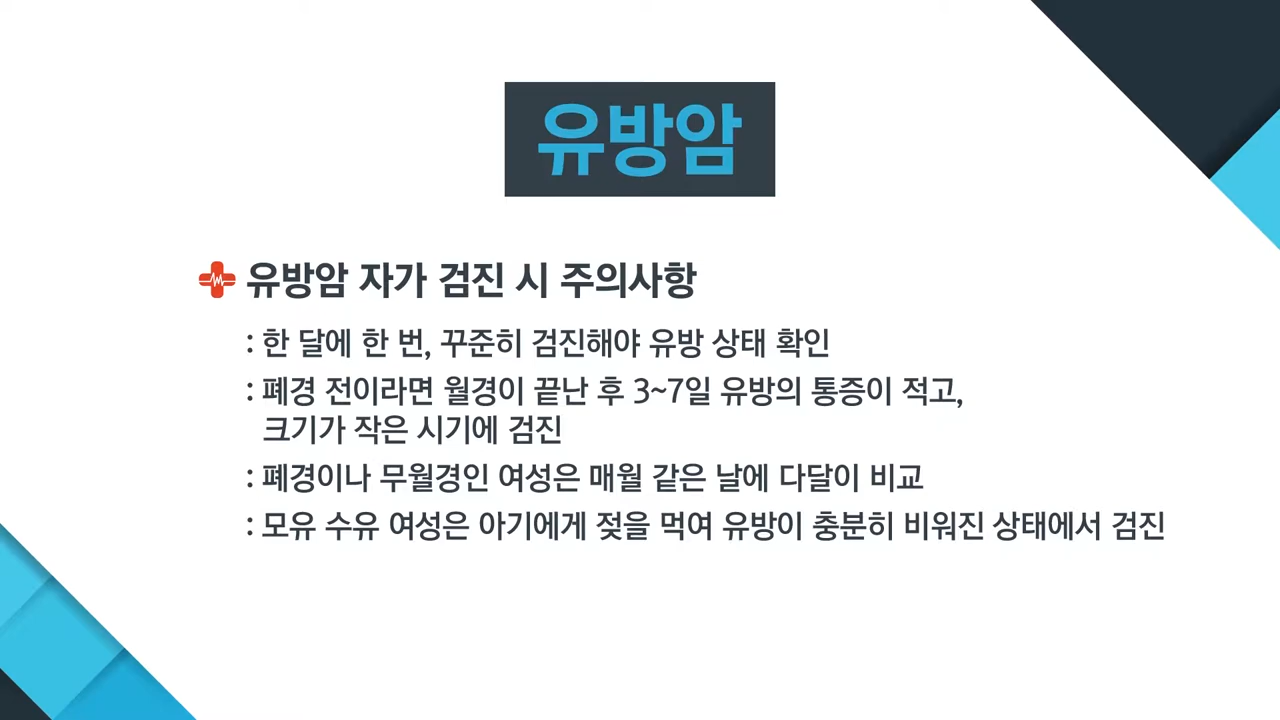 유방암
유방암 자가 검진 시 주의사항
: 한 달에 한 번, 꾸준히 검진해야 유방 상태 확인
: 폐경 전이라면 월경이 끝난 후 3~7일 유방의 통증이 적고,
크기가 작은 시기에 검진
: 폐경이나 무월경인 여성은 매월 같은 날에 다달이 비교
: 모유 수유 여성은 아기에게 젖을 먹여 유방이 충분히 비워진 상태에서 검진